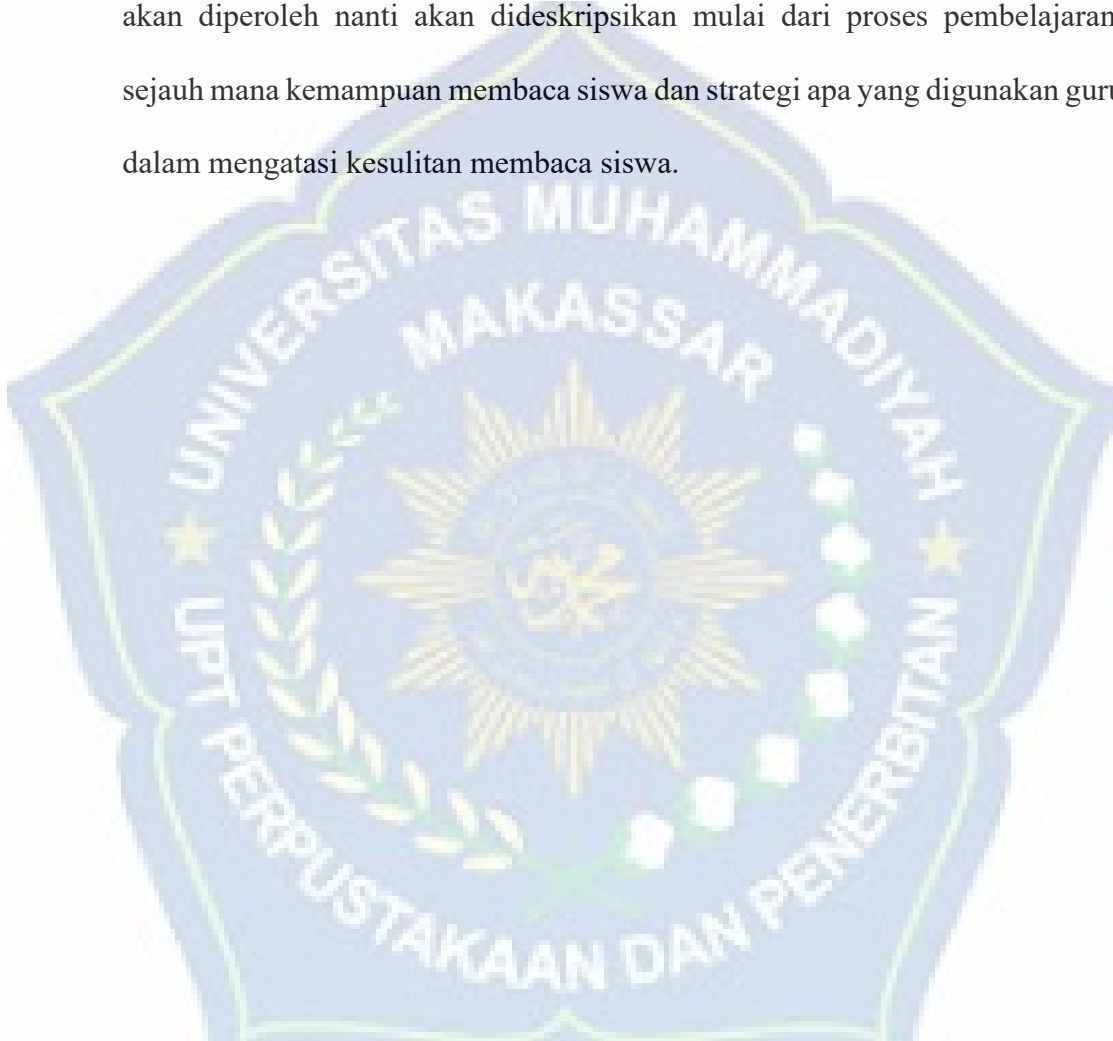 akan diperoleh nanti akan dideskripsikan mulai dari proses pembelajaran
sejauh mana kemampuan membaca siswa dan strategi apa yang digunakan guru
dalam mengatasi kesulitan membaca siswa.
UNIVERSITAS MUHAMMADIYAH
MAKASSAR
UPT PERPUSTAKAAN DAN PENERBITAN